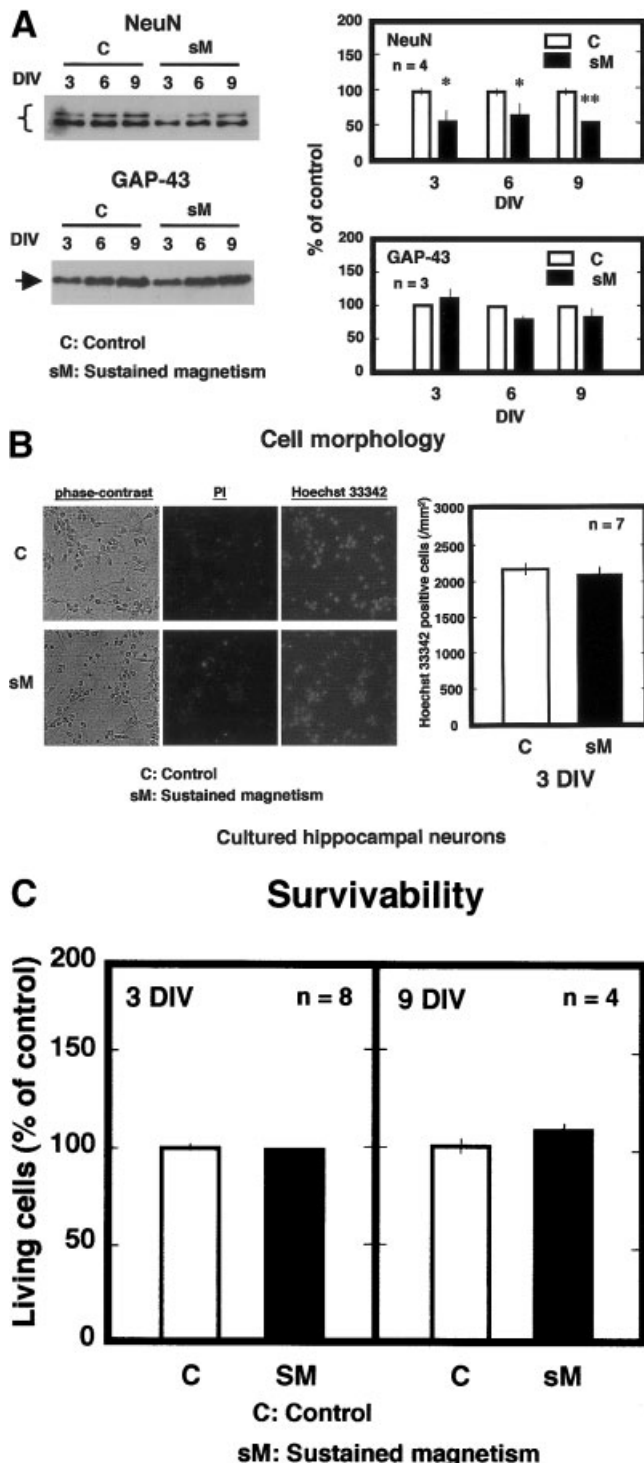 A
NeuN
C sM
DIV 3 6 9 3 6 9
GAP-43
C sM
DIV 3 6 9 3 6 9
C: Control
sM: Sustained magnetism
% of control
200
150
100
50
0
NeuN
n = 4
C
sM
* * **
3 6 9
DIV
200
150
100
50
0
GAP-43
n = 3
C
sM
3 6 9
DIV
B
Cell morphology
phase-contrast PI Hoechst 33342
C
sM
C: Control
sM: Sustained magnetism
Hoechst 33342 positive cells (/mm²)
3000
2500
2000
1500
1000
500
0
n = 7
C sM
3 DIV
Cultured hippocampal neurons
C Survivability
Living cells (% of control)
200
150
100
50
0
3 DIV n = 8
9 DIV n = 4
C SM C sM
C: Control
sM: Sustained magnetism